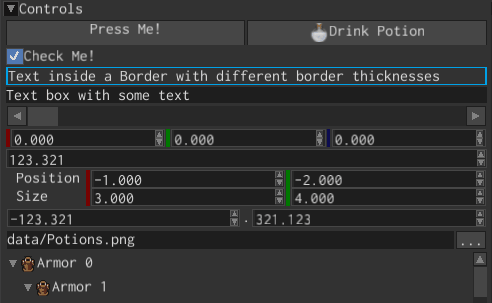 Controls
Press Me! Drink Potion
Check Me!
Text inside a Border with different border thicknesses
Text box with some text
0.000 0.000 0.000
123.321
Position -1.000 -2.000
Size 3.000 4.000
-123.321 . 321.123
data/Potions.png ...
Armor 0
Armor 1